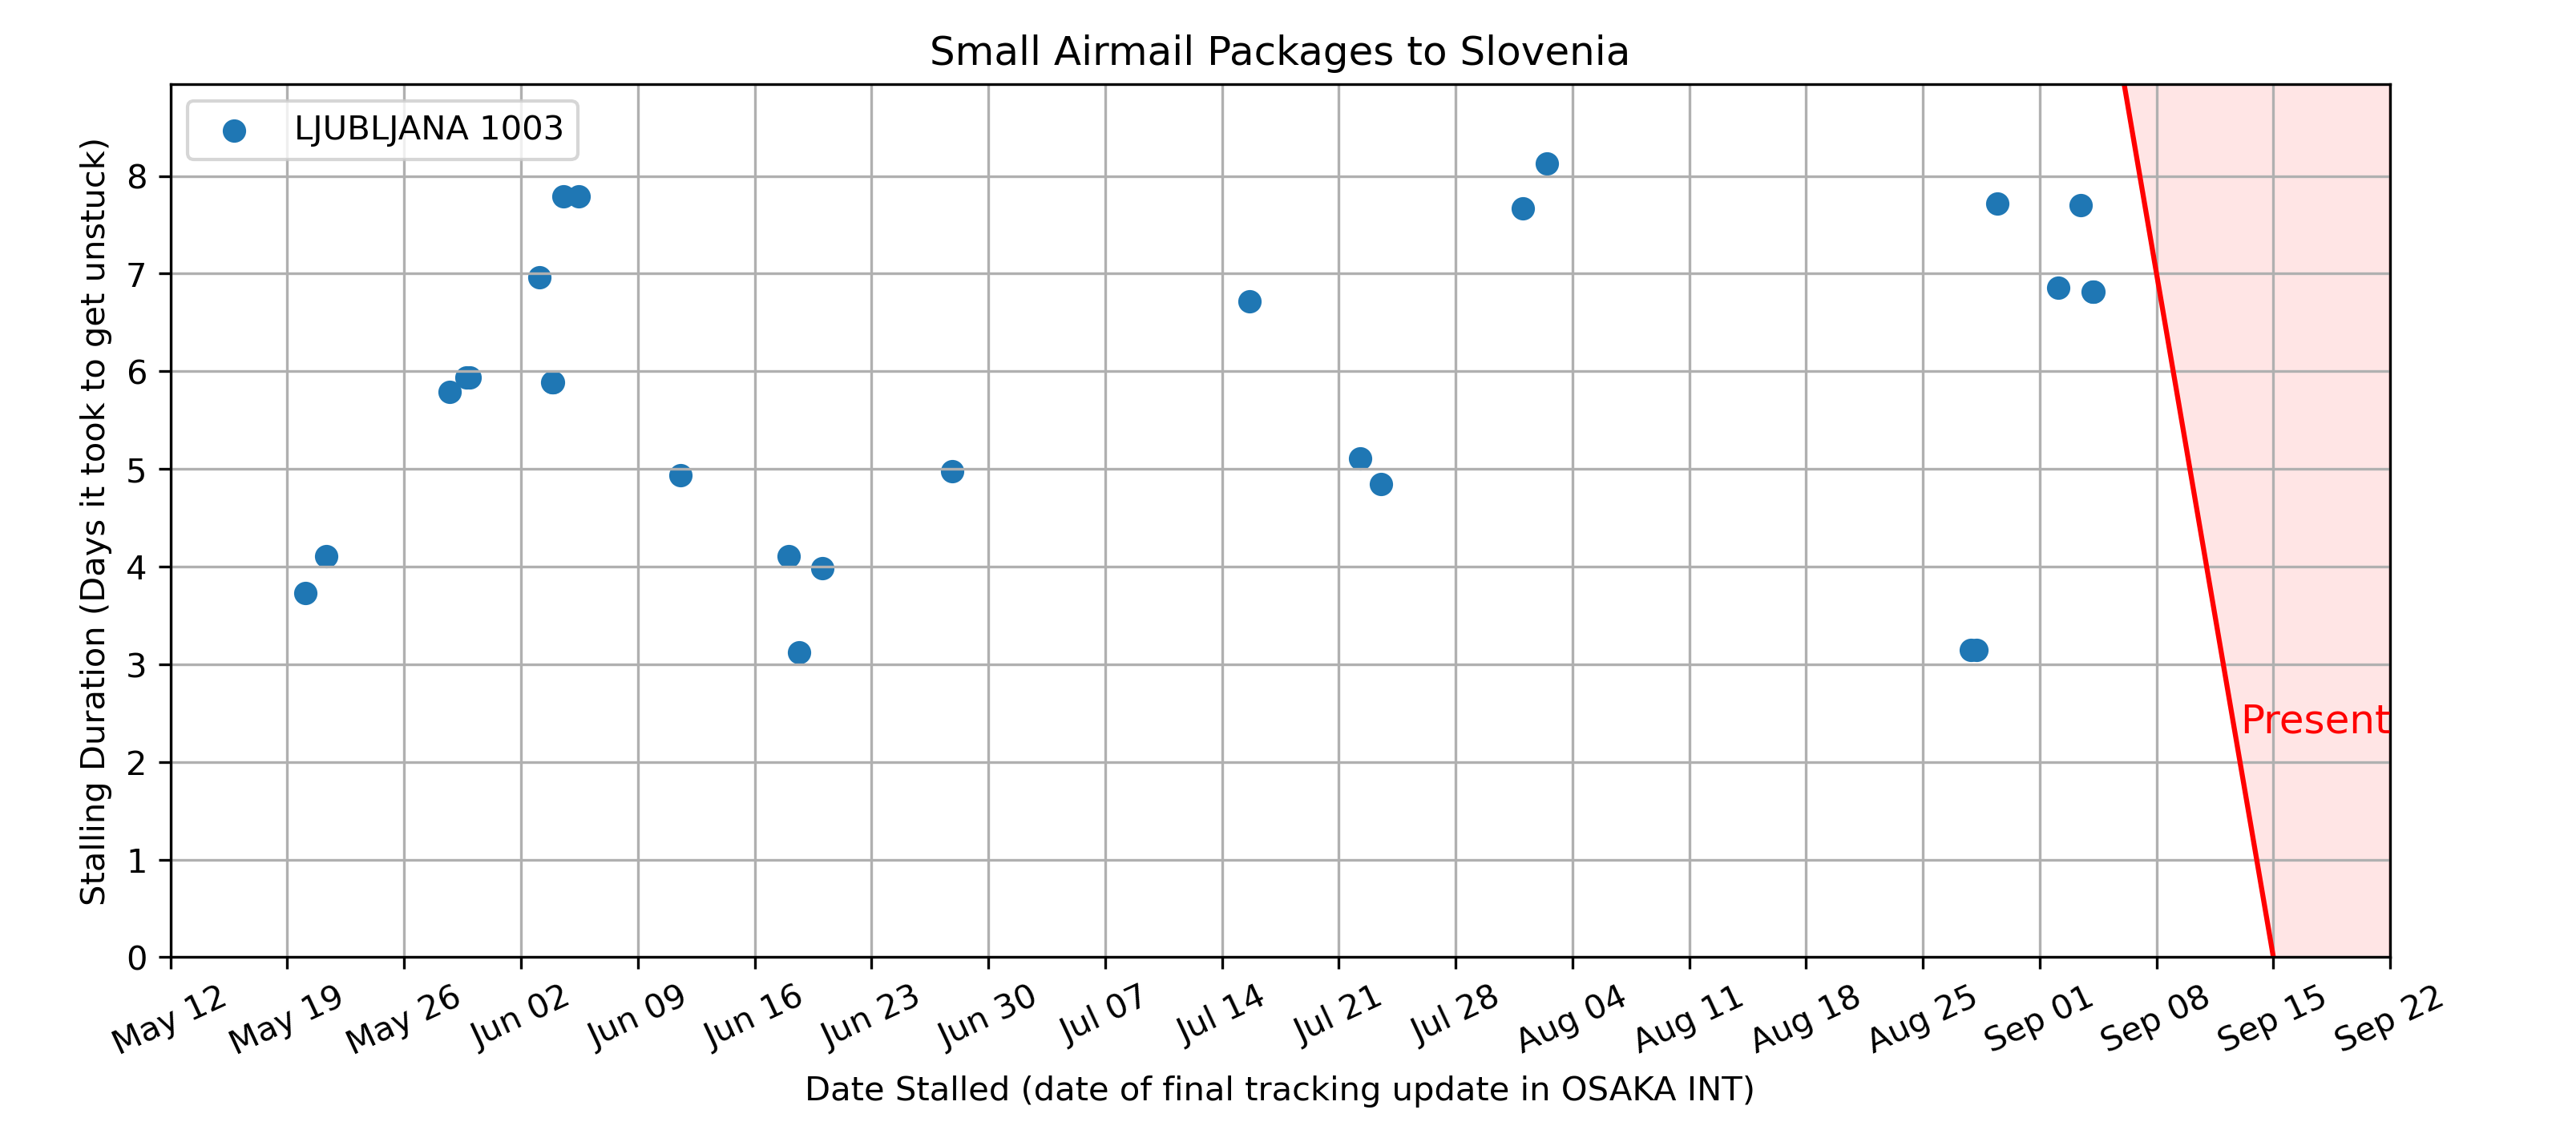 Small Airmail Packages to Slovenia
LJUBLJANA 1003
Stalling Duration (Days it took to get unstuck)
8
7
6
5
4
3
2
1
0
Present
May 12
May 19
May 26
Jun 02
Jun 09
Jun 16
Jun 23
Jun 30
Jul 07
Jul 14
Jul 21
Jul 28
Aug 04
Aug 11
Aug 18
Aug 25
Sep 01
Sep 08
Sep 15
Sep 22
Date Stalled (date of final tracking update in OSAKA INT)